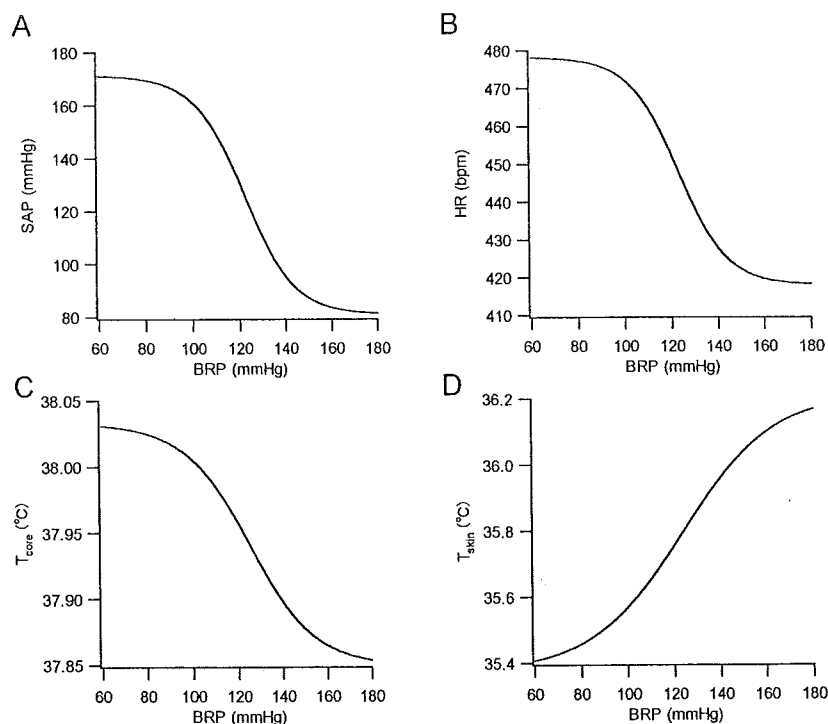 A
180
160
140
120
100
80
SAP (mmHg)
60 80 100 120 140 160 180
BRP (mmHg)
B
480
470
460
450
440
430
420
410
HR (bpm)
60 80 100 120 140 160 180
BRP (mmHg)
C
38.05
38.00
37.95
37.90
37.85
Tcore (°C)
60 80 100 120 140 160 180
BRP (mmHg)
D
36.2
36.0
35.8
35.6
35.4
Tskin (°C)
60 80 100 120 140 160 180
BRP (mmHg)